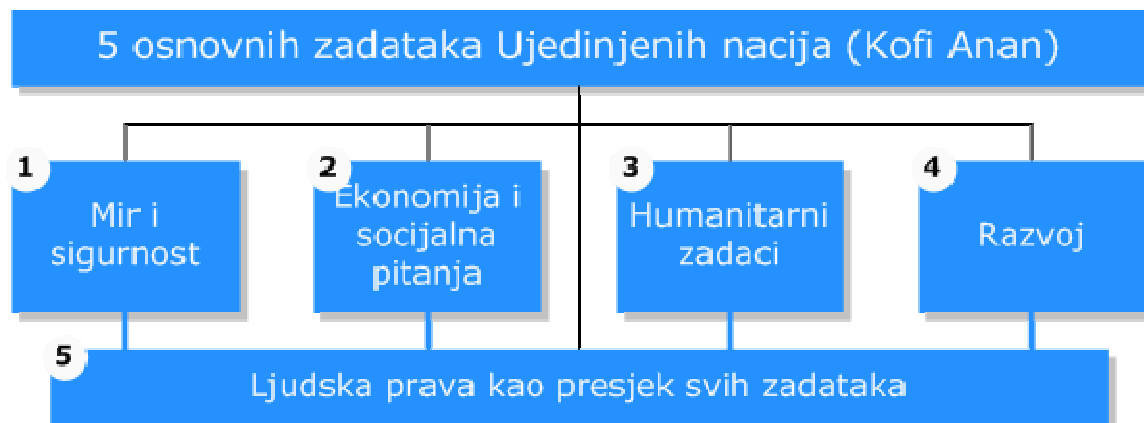 5 osnovnih zadataka Ujedinjenih nacija (Kofi Anan)
1
Mir i
sigurnost
2
Ekonomija i
socijalna
pitanja
3
Humanitarni
zadaci
4
Razvoj
5
Ljudska prava kao presjek svih zadataka